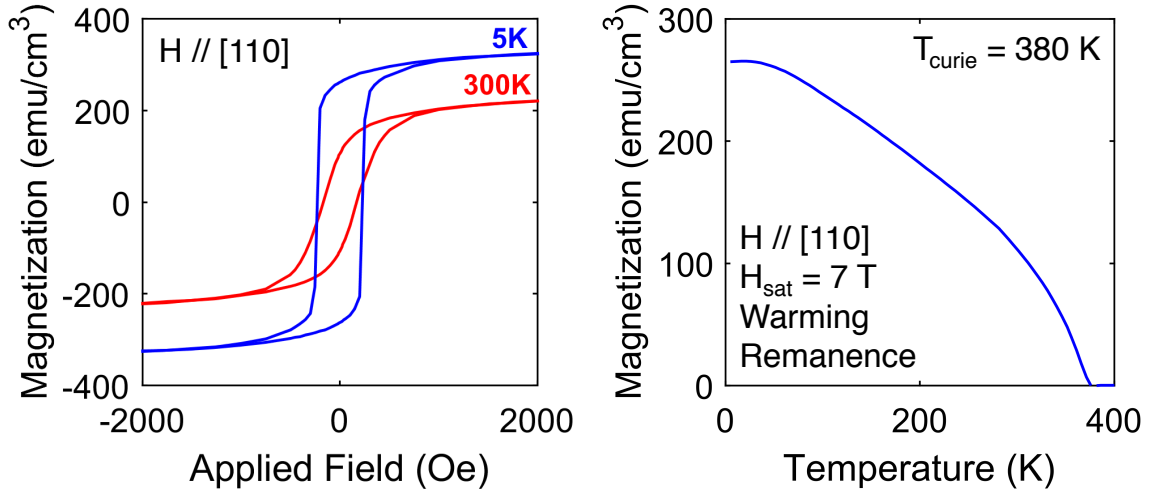 400
200
0
-200
-400
Magnetization (emu/cm³)
H // [110]
5K
300K
-2000
0
2000
Applied Field (Oe)
300
200
100
0
Magnetization (emu/cm³)
T_curie = 380 K
H // [110]
H_sat = 7 T
Warming
Remanence
0
200
400
Temperature (K)